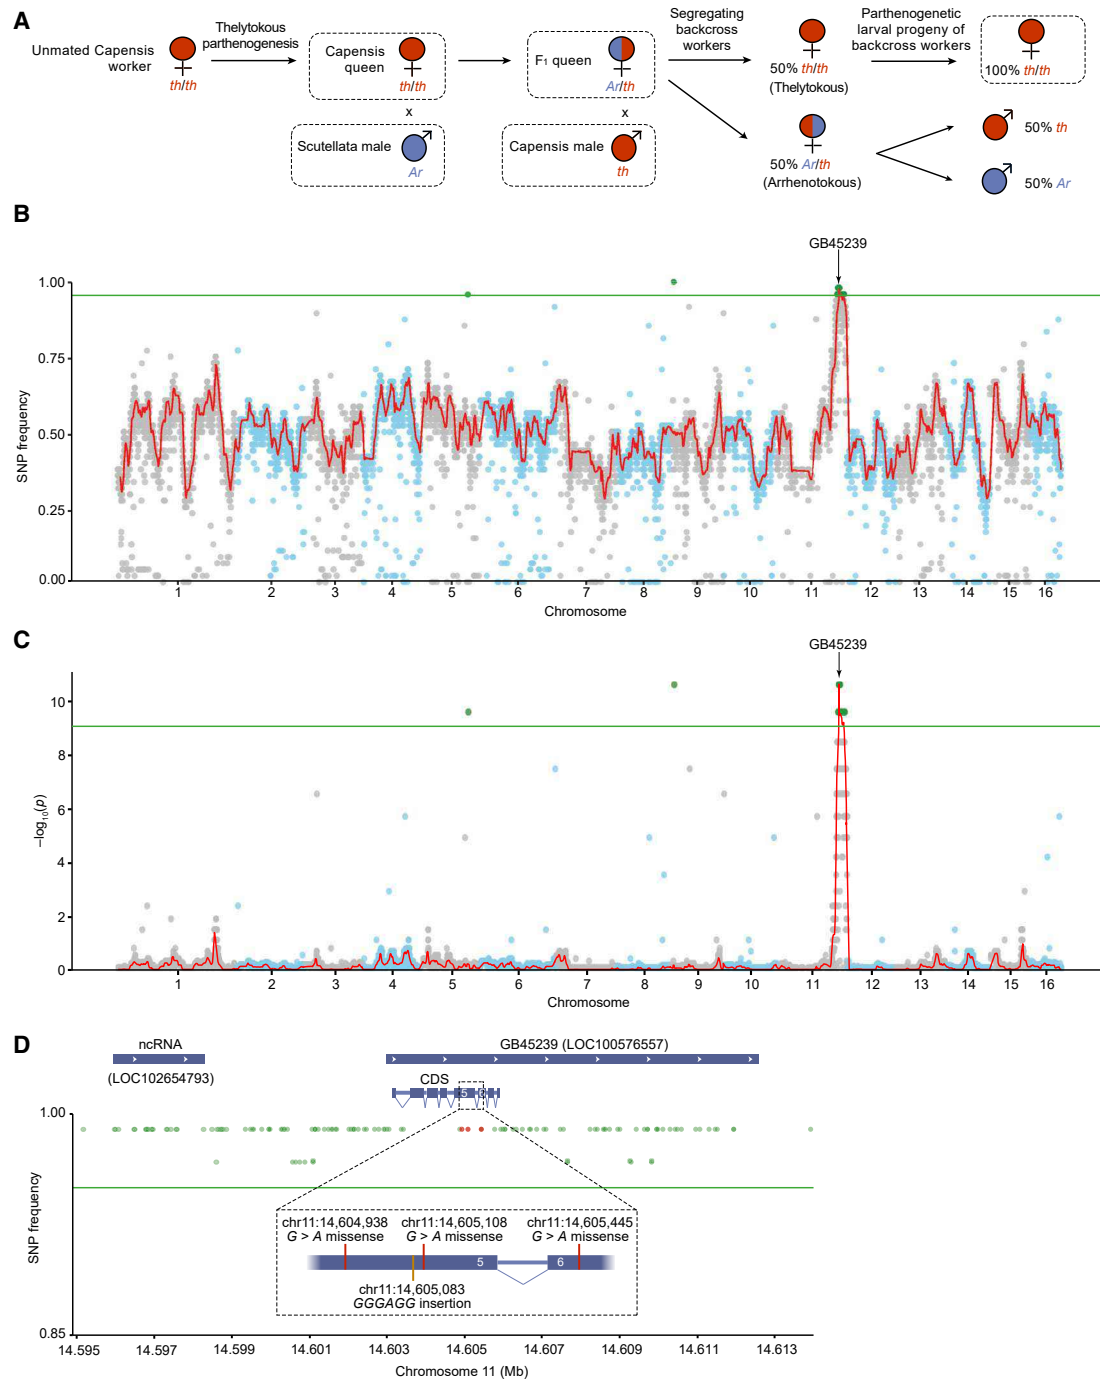 A
Unmated Capensis
worker
th/th
Thelytokous
parthenogenesis
Capensis
queen
th/th
x
Scutellata male
Ar
F1 queen
Ar/th
x
Capensis male
th
Segregating
backcross
workers
50% th/th
(Thelytokous)
50% Ar/th
(Arrhenotokous)
Parthenogenetic
larval progeny of
backcross workers
100% th/th
50% th
50% Ar
B
GB45239
1.00
0.75
0.50
0.25
0.00
SNP frequency
1 2 3 4 5 6 7 8 9 10 11 12 13 14 15 16
Chromosome
C
GB45239
10
8
6
4
2
0
–log10(p)
1 2 3 4 5 6 7 8 9 10 11 12 13 14 15 16
Chromosome
D
ncRNA
(LOC102654793)
GB45239 (LOC100576557)
CDS
5 6
1.00
SNP frequency
0.85
chr11:14,604,938
G > A missense
chr11:14,605,108
G > A missense
chr11:14,605,445
G > A missense
5 6
chr11:14,605,083
GGGAGG insertion
14.595 14.597 14.599 14.601 14.603 14.605 14.607 14.609 14.611 14.613
Chromosome 11 (Mb)